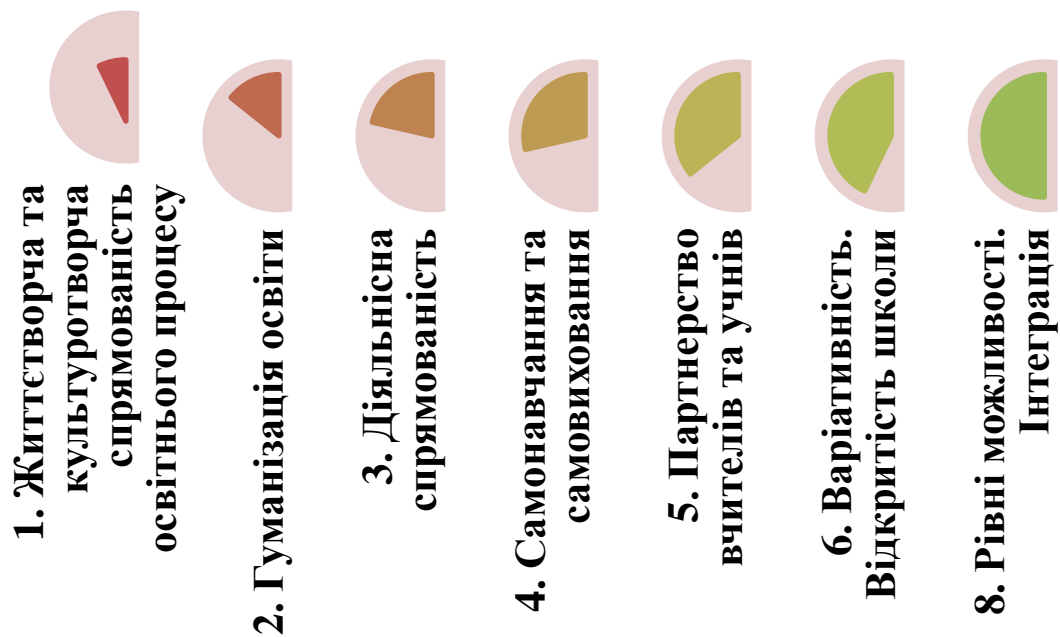 1. Життєтворча та
культуротворча
спрямованість
освітнього процесу
2. Гуманізація освіти
3. Діяльнісна
спрямованість
4. Самонавчання та
самовиховання
5. Партнерство
вчителів та учнів
6. Варіативність.
Відкритість школи
8. Рівні можливості.
Інтеграція